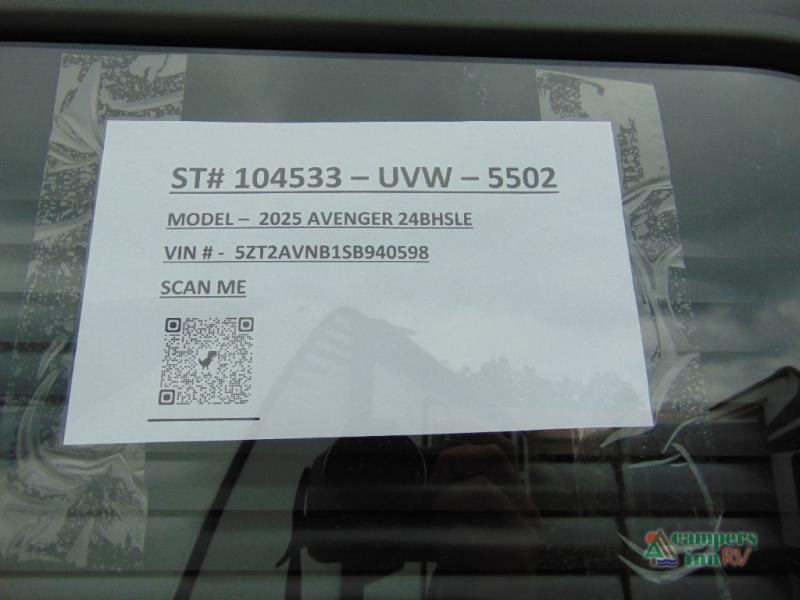 ST# 104533 – UVW – 5502
MODEL – 2025 AVENGER 24BHSLE
VIN # - 5ZT2AVNB1SB940598
SCAN ME
campers
inn RV